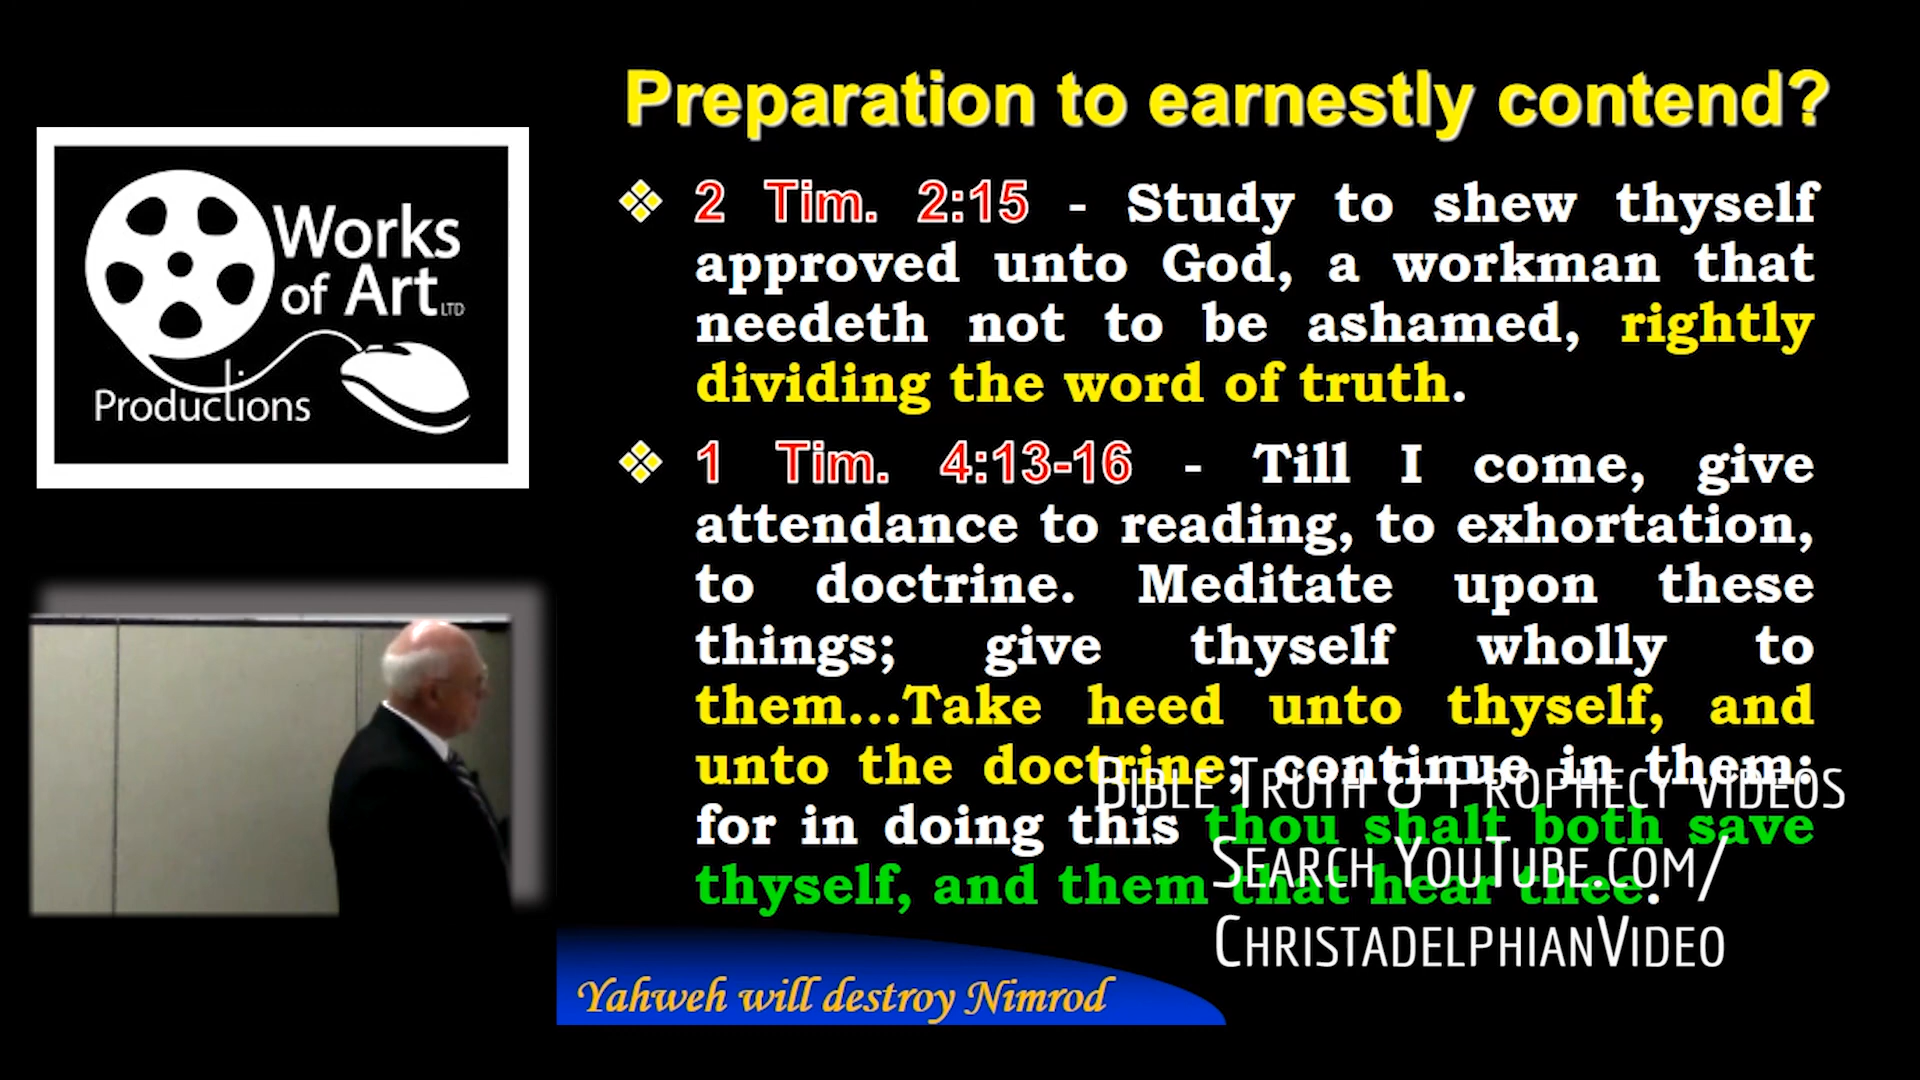 Works
of Art LTD
Productions
Preparation to earnestly contend?
2 Tim. 2:15 - Study to shew thyself
approved unto God, a workman that
needeth not to be ashamed, rightly
dividing the word of truth.
1 Tim. 4:13-16 - Till I come, give
attendance to reading, to exhortation,
to doctrine. Meditate upon these
things; give thyself wholly to
them...Take heed unto thyself, and
unto the doctrine; continue in them:
for in doing this thou shalt both save
thyself, and them that hear thee.
Bible Truth & Prophecy videos
Search YouTube.com/
ChristadelphianVideo
Yahweh will destroy Nimrod